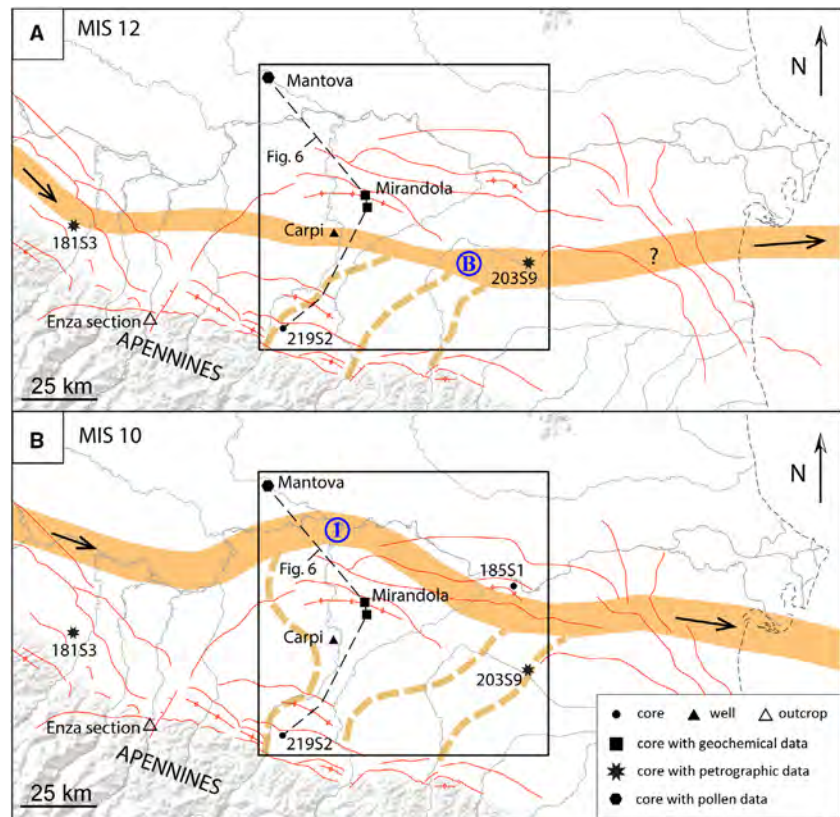 A MIS 12
N
Mantova
Fig. 6
Mirandola
181S3
Carpi
B
203S9
?
Enza section
219S2
APENNINES
25 km
B MIS 10
N
Mantova
1
Fig. 6
185S1
Mirandola
181S3
Carpi
203S9
Enza section
219S2
APENNINES
25 km
core well outcrop
core with geochemical data
core with petrographic data
core with pollen data